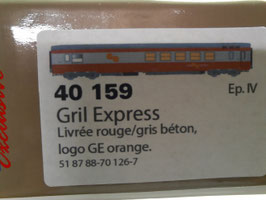 40 159
Ep. IV
Gril Express
Livrée rouge/gris béton,
logo GE orange.
51 87 88-70 126-7
Exclusivité